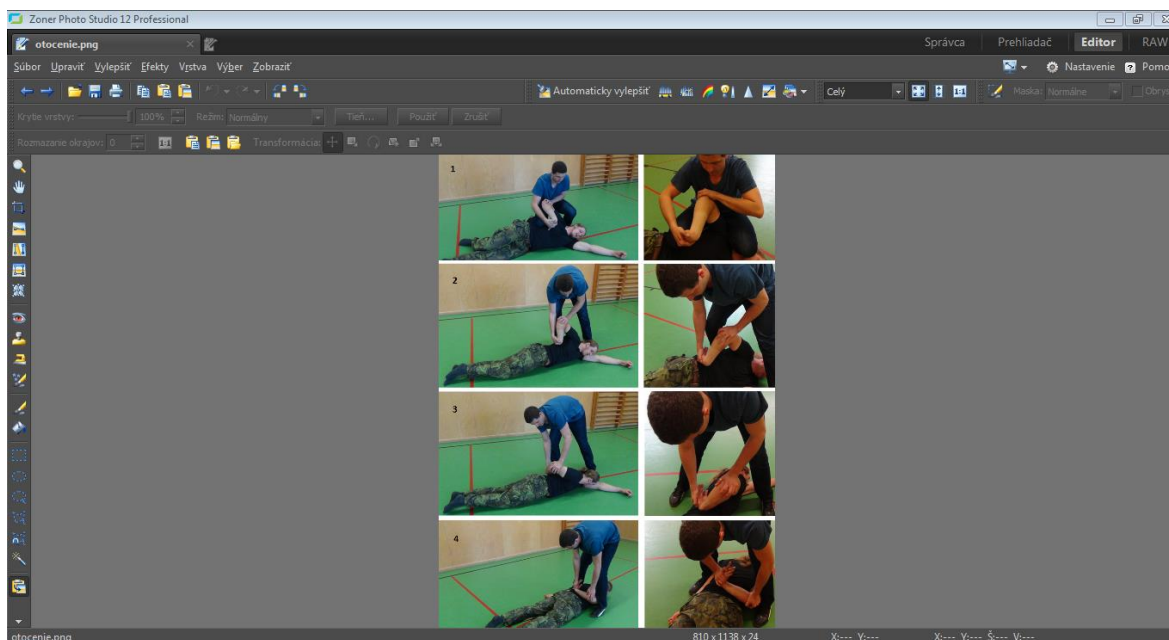 Zoner Photo Studio 12 Professional
otocenie.png
Správca Prehliadač Editor RAW
Súbor Upraviť Vylepšiť Efekty Vrstva Výber Zobraziť
Nastavenie Pomo
Automaticky vylepšiť Celý Maska: Normálne Obrys
Krytie vrstvy: 100% Režim: Normálny Tieň... Použiť Zrušiť
Rozmazanie okrajov: 0 Transformácia:
1
2
3
4
otocenie.png 810 x 1138 x 24 X:--- Y:--- X:--- Y:--- Š:--- V:---